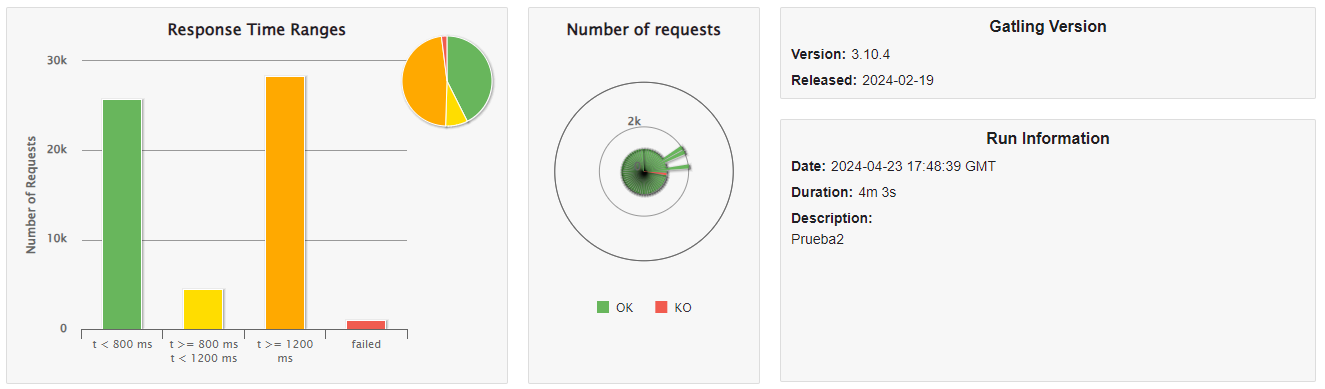 Response Time Ranges
30k
20k
10k
0
Number of Requests
t < 800 ms
t >= 800 ms
t < 1200 ms
t >= 1200
ms
failed
Number of requests
2k
0
OK
KO
Gatling Version
Version: 3.10.4
Released: 2024-02-19
Run Information
Date: 2024-04-23 17:48:39 GMT
Duration: 4m 3s
Description:
Prueba2